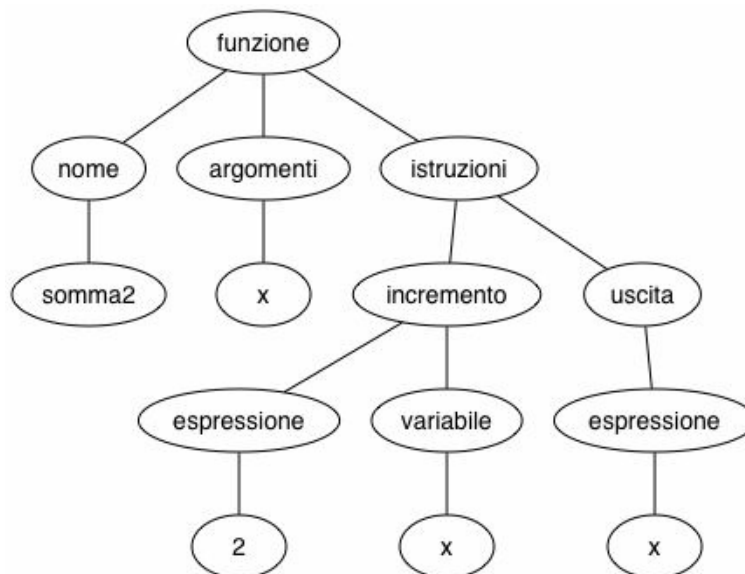 funzione
nome argomenti istruzioni
somma2 x incremento uscita
espressione variabile espressione
2 x x